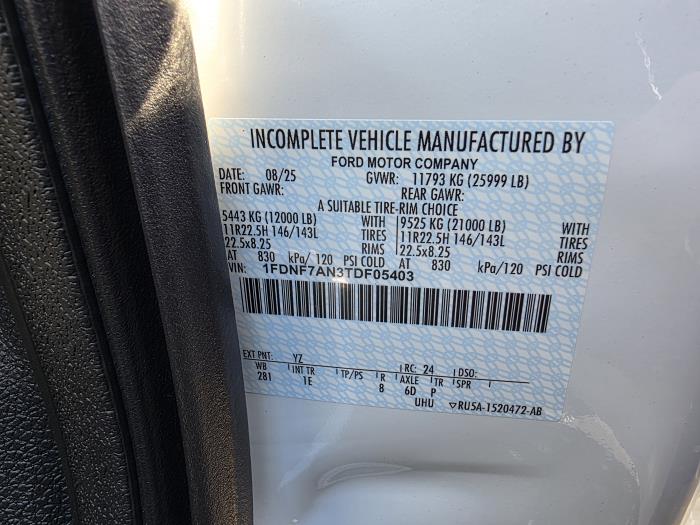 INCOMPLETE VEHICLE MANUFACTURED BY
FORD MOTOR COMPANY
DATE: 08/25 GVWR: 11793 KG (25999 LB)
FRONT GAWR: REAR GAWR:
A SUITABLE TIRE-RIM CHOICE
5443 KG (12000 LB) WITH 9525 KG (21000 LB) WITH
11R22.5H 146/143L TIRES 11R22.5H 146/143L TIRES
22.5x8.25 RIMS 22.5x8.25 RIMS
AT 830 kPa/ 120 PSI COLD AT 830 kPa/120 PSI COLD
VIN: 1FDNF7AN3TDF05403
EXT PNT: YZ RC: 24 DSO:
WB INT TR TP/PS R AXLE TR SPR
281 1E 8 6D P
UHU ▽RU5A-1520472-AB